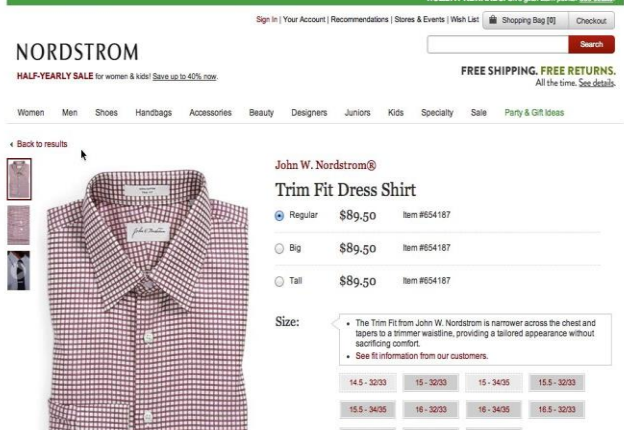 Sign In | Your Account | Recommendations | Stores & Events | Wish List
Shopping Bag [0]
Checkout
NORDSTROM
Search
HALF-YEARLY SALE for women & kids! Save up to 40% now.
FREE SHIPPING. FREE RETURNS.
All the time. See details.
Women Men Shoes Handbags Accessories Beauty Designers Juniors Kids Specialty Sale Party & Gift Ideas
Back to results
John W. Nordstrom®
Trim Fit Dress Shirt
Regular $89.50 Item #654187
Big $89.50 Item #654187
Tall $89.50 Item #654187
Size:
• The Trim Fit from John W. Nordstrom is narrower across the chest and
tapers to a trimmer waistline, providing a tailored appearance without
sacrificing comfort.
• See fit information from our customers.
14.5 - 32/33 15 - 32/33 15 - 34/35 15.5 - 32/33
15.5 - 34/35 16 - 32/33 16 - 34/35 16.5 - 32/33